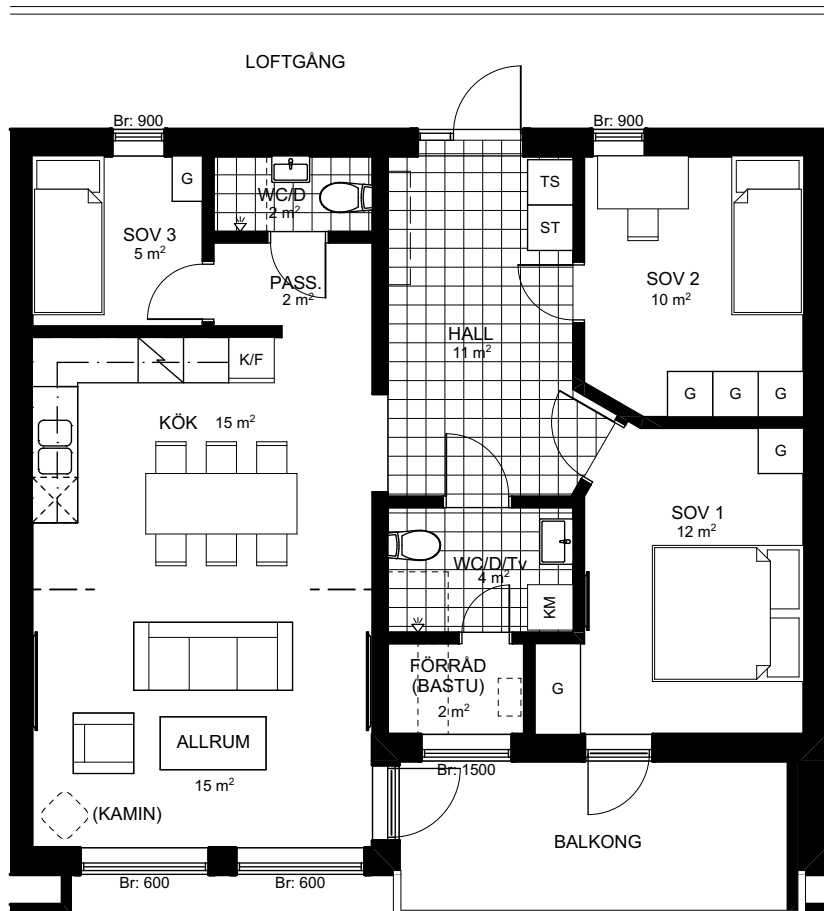 LOFTGÅNG
Br: 900
Br: 900
G
WC/D
2 m²
TS
ST
SOV 3
5 m²
PASS.
2 m²
SOV 2
10 m²
HALL
11 m²
K/F
G
G
G
KÖK 15 m²
G
SOV 1
12 m²
WC/D/Tv
4 m²
KM
FÖRRÅD
(BASTU)
2 m²
G
ALLRUM
15 m²
Br: 1500
(KAMIN)
BALKONG
Br: 600
Br: 600